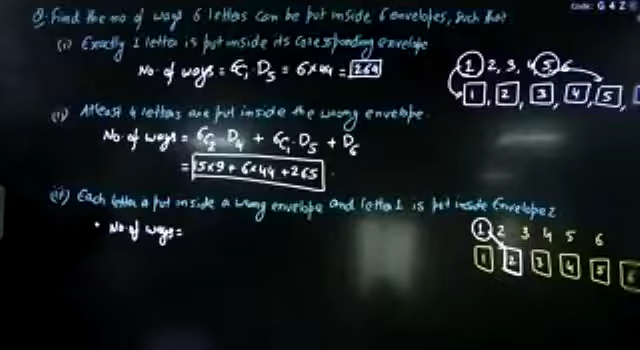 Q. Find the no of ways 6 letters can be put inside 6 envelopes, such that
(i) Exactly 1 letter is put inside its corresponding envelope
No. of ways = ⁶C₁ · D₅ = 6×44 = 264
1 2, 3, 4 5 6
1, 2, 3, 4, 5,
(ii) Atleast 4 letters are put inside the wrong envelope.
No. of ways = ⁶C₂ · D₄ + ⁶C₁ · D₅ + D₆
= 15×9 + 6×44 + 265
(iii) Each letter is put inside a wrong envelope and letter 1 is put inside Envelope 2
• No. of ways =
1 2 3 4 5 6
1 2 3 4 5 6